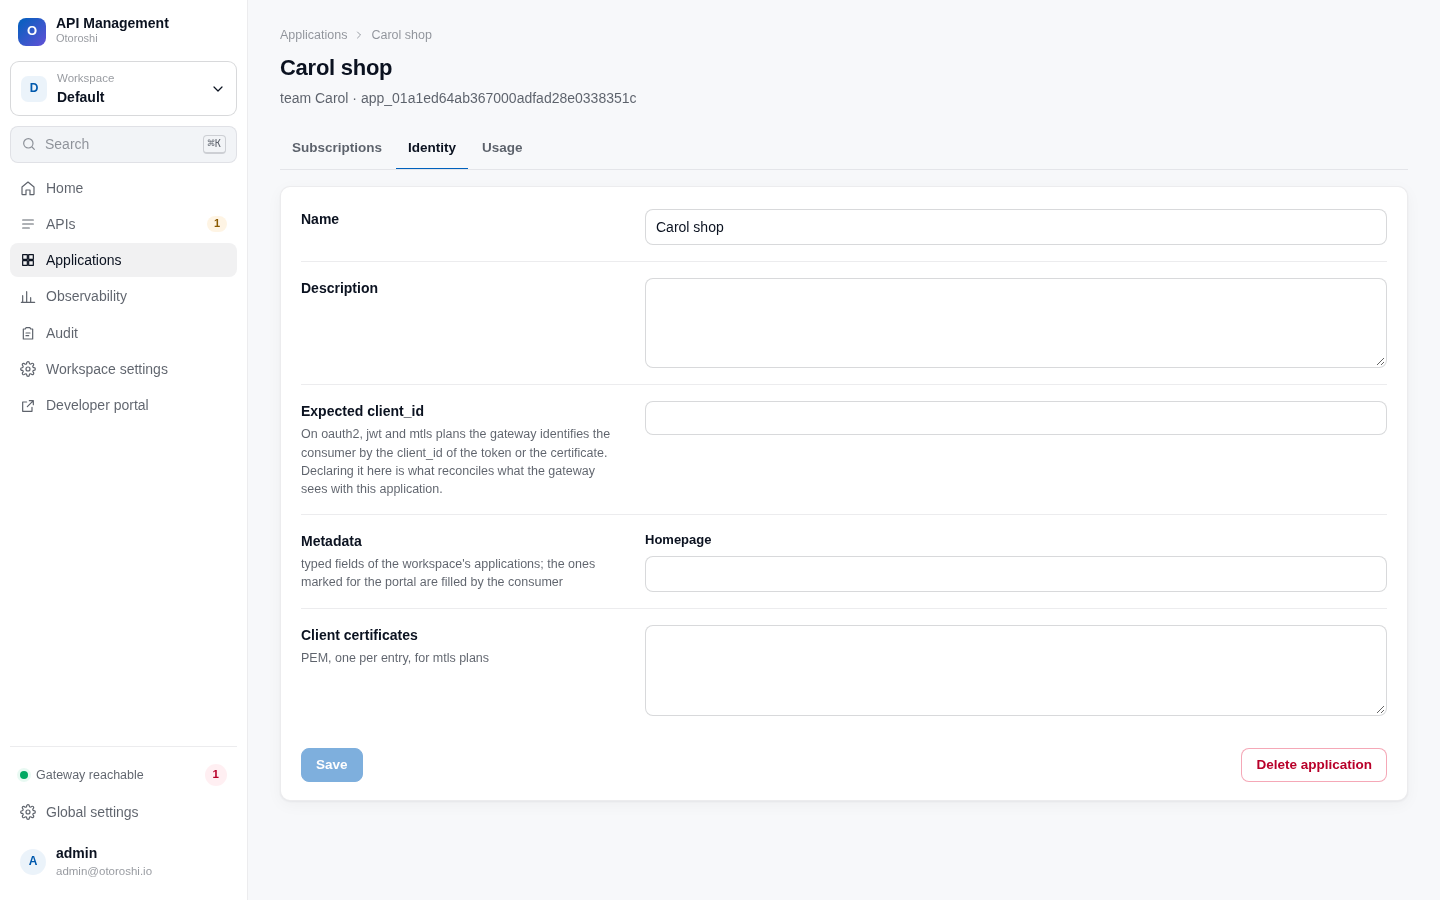 O
API Management
Otoroshi
D
Workspace
Default
Search
⌘K
Home
APIs
1
Applications
Observability
Audit
Workspace settings
Developer portal
Gateway reachable
1
Global settings
A
admin
admin@otoroshi.io
Applications
Carol shop
Carol shop
team Carol · app_01a1ed64ab367000adfad28e0338351c
Subscriptions
Identity
Usage
Name
Carol shop
Description
Expected client_id
On oauth2, jwt and mtls plans the gateway identifies the
consumer by the client_id of the token or the certificate.
Declaring it here is what reconciles what the gateway
sees with this application.
Metadata
typed fields of the workspace's applications; the ones
marked for the portal are filled by the consumer
Homepage
Client certificates
PEM, one per entry, for mtls plans
Save
Delete application